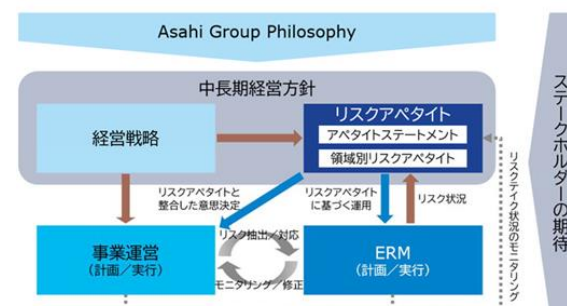 Asahi Group Philosophy
中長期経営方針
経営戦略
リスクアペタイト
アペタイトステートメント
領域別リスクアペタイト
リスクアペタイトと
整合した意思決定
リスクアペタイト
に基づく運用
リスク状況
事業運営
(計画/実行)
リスク抽出/対応
モニタリング/修正
ERM
(計画/実行)
リスクテイク状況のモニタリング
ステークホルダーの期待